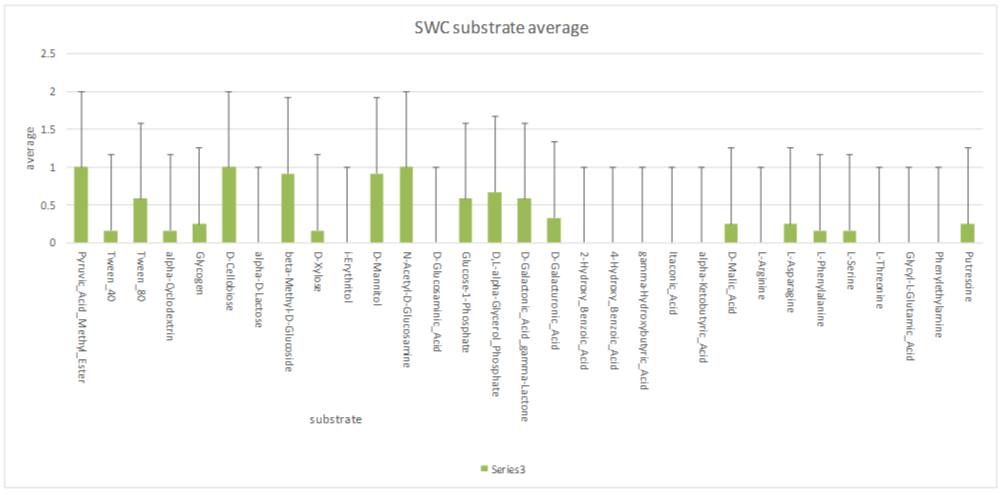 SWC substrate average
2.5
2
1.5
1
0.5
0
average
Pyruvic_Acid_Methyl_Ester
Tween_40
Tween_80
alpha-Cyclodextrin
Glycogen
D-Cellobiose
alpha-D-Lactose
beta-Methyl-D-Glucoside
D-Xylose
i-Erythritol
D-Mannitol
N-Acetyl-D-Glucosamine
D-Glucosaminic_Acid
Glucose-1-Phosphate
D,L-alpha-Glycerol_Phosphate
D-Galactonic_Acid_gamma-Lactone
D-Galacturonic_Acid
2-Hydroxy_Benzoic_Acid
4-Hydroxy_Benzoic_Acid
gamma-Hydroxybutyric_Acid
Itaconic_Acid
alpha-Ketobutyric_Acid
D-Malic_Acid
L-Arginine
L-Asparagine
L-Phenylalanine
L-Serine
L-Threonine
Glycyl-L-Glutamic_Acid
Phenylethylamine
Putrescine
substrate
Series3